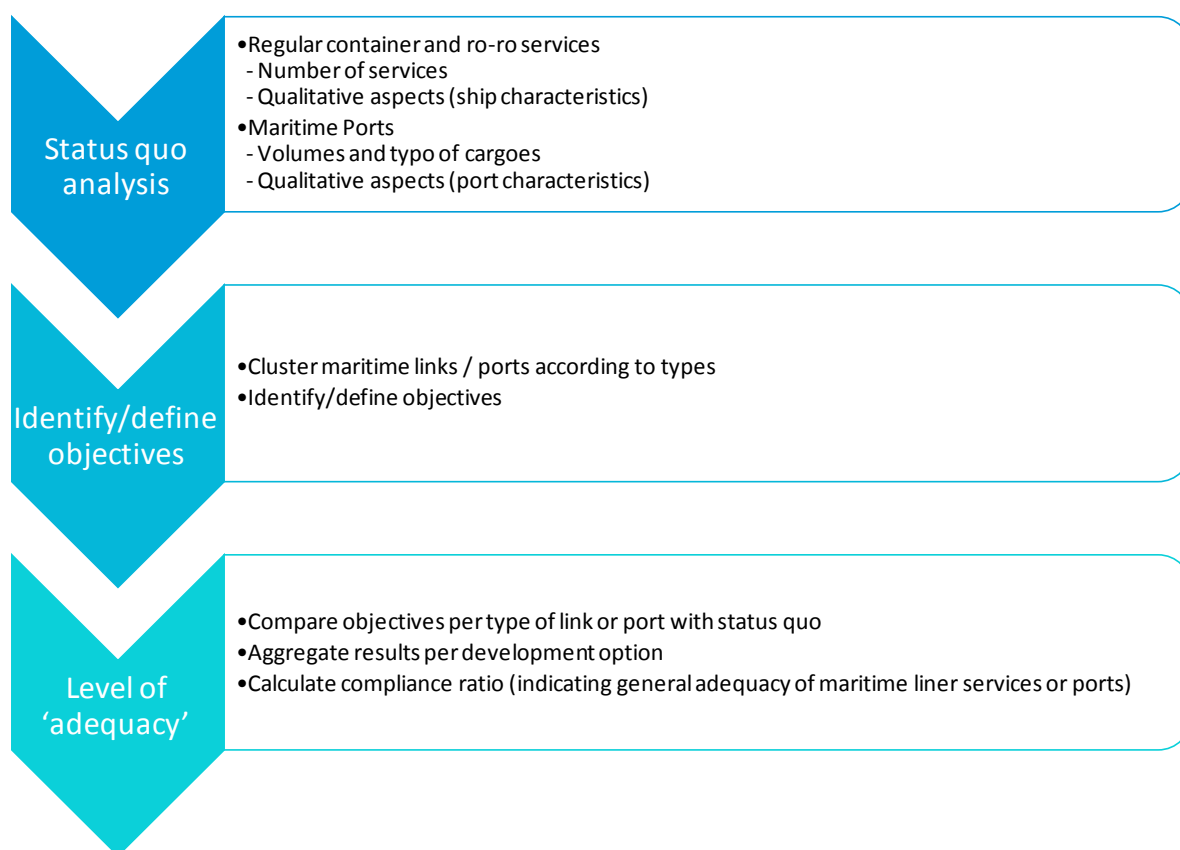 Status quo
analysis
•Regular container and ro-ro services
- Number of services
- Qualitative aspects (ship characteristics)
•Maritime Ports
- Volumes and typo of cargoes
- Qualitative aspects (port characteristics)
Identify/define
objectives
•Cluster maritime links / ports according to types
•Identify/define objectives
Level of
‘adequacy’
•Compare objectives per type of link or port with status quo
•Aggregate results per development option
•Calculate compliance ratio (indicating general adequacy of maritime liner services or ports)